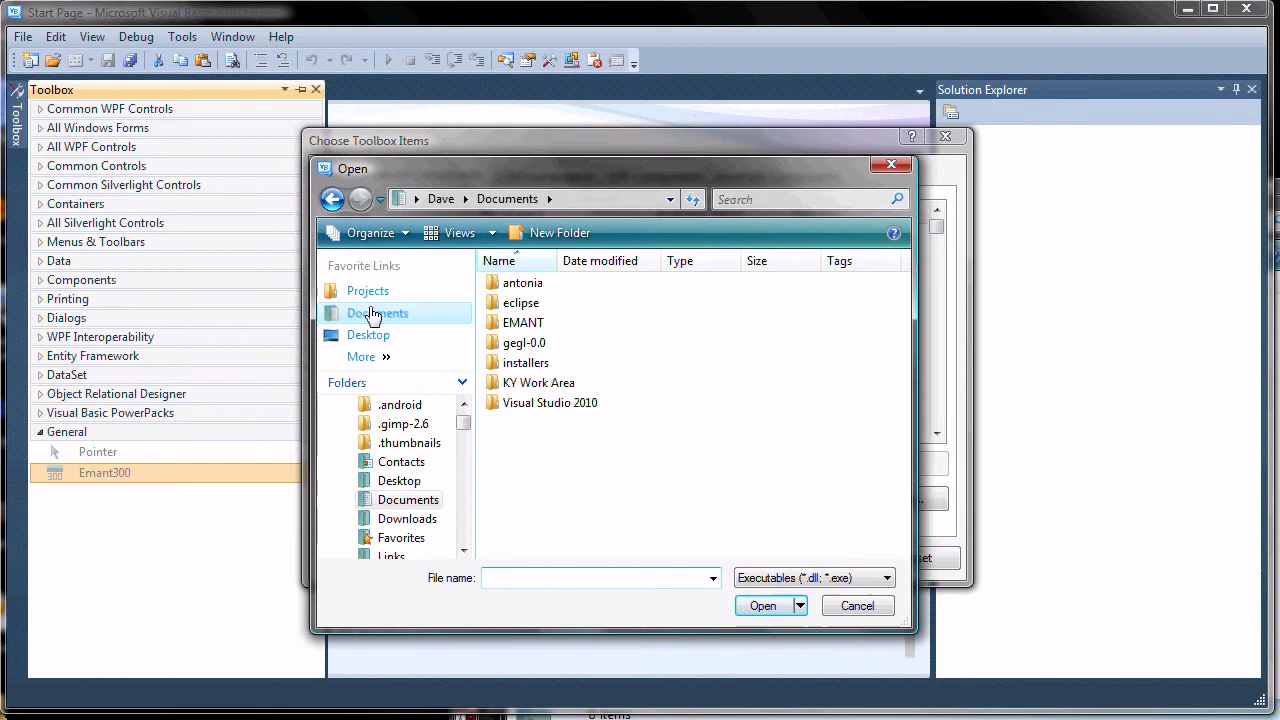 Start Page - Microsoft Visual Basic
File Edit View Debug Tools Window Help
Toolbox
Toolbox
Common WPF Controls
All Windows Forms
All WPF Controls
Common Controls
Common Silverlight Controls
Containers
All Silverlight Controls
Menus & Toolbars
Data
Components
Printing
Dialogs
WPF Interoperability
Entity Framework
DataSet
Object Relational Designer
Visual Basic PowerPacks
General
Pointer
Emant300
Solution Explorer
Choose Toolbox Items
Open
Dave Documents
Search
Organize Views New Folder
Favorite Links
Projects
Documents
Desktop
More »
Folders
.android
.gimp-2.6
.thumbnails
Contacts
Desktop
Documents
Downloads
Favorites
Links
Name Date modified Type Size Tags
antonia
eclipse
EMANT
gegl-0.0
installers
KY Work Area
Visual Studio 2010
File name:
Executables (*.dll; *.exe)
Open Cancel
set
0 items